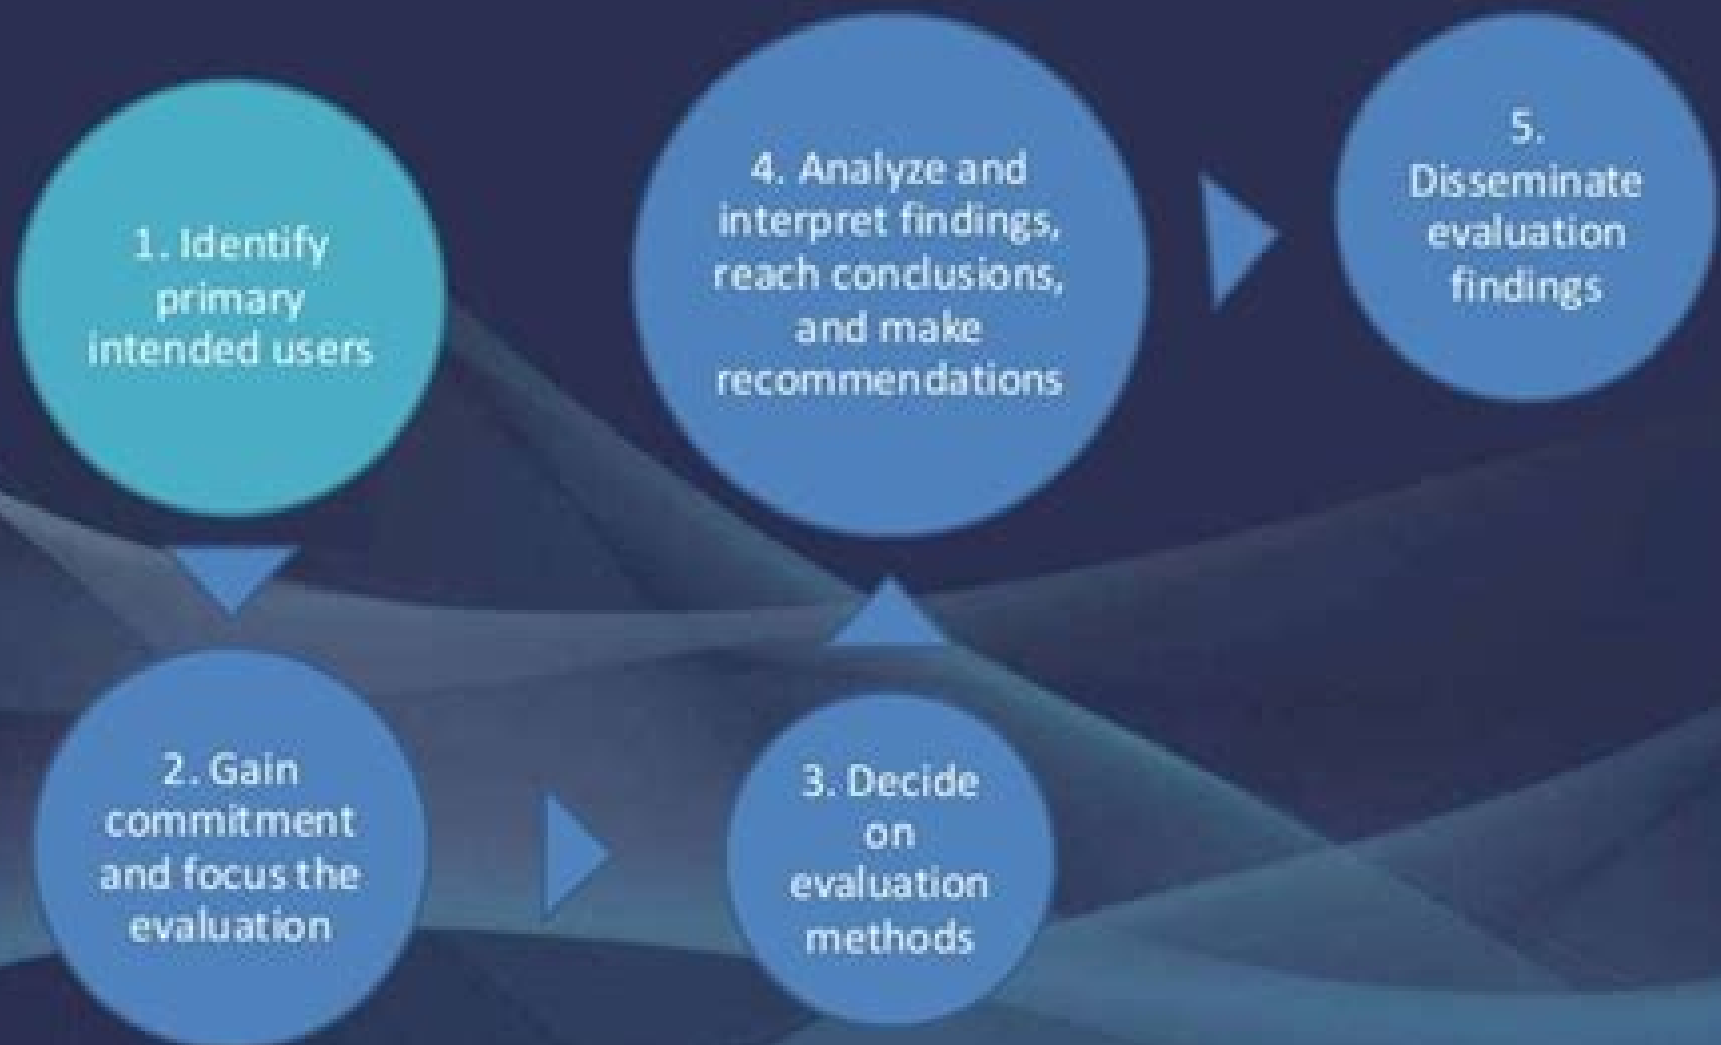 1. Identify
primary
intended users
2. Gain
commitment
and focus the
evaluation
3. Decide
on
evaluation
methods
4. Analyze and
interpret findings,
reach conclusions,
and make
recommendations
5.
Disseminate
evaluation
findings